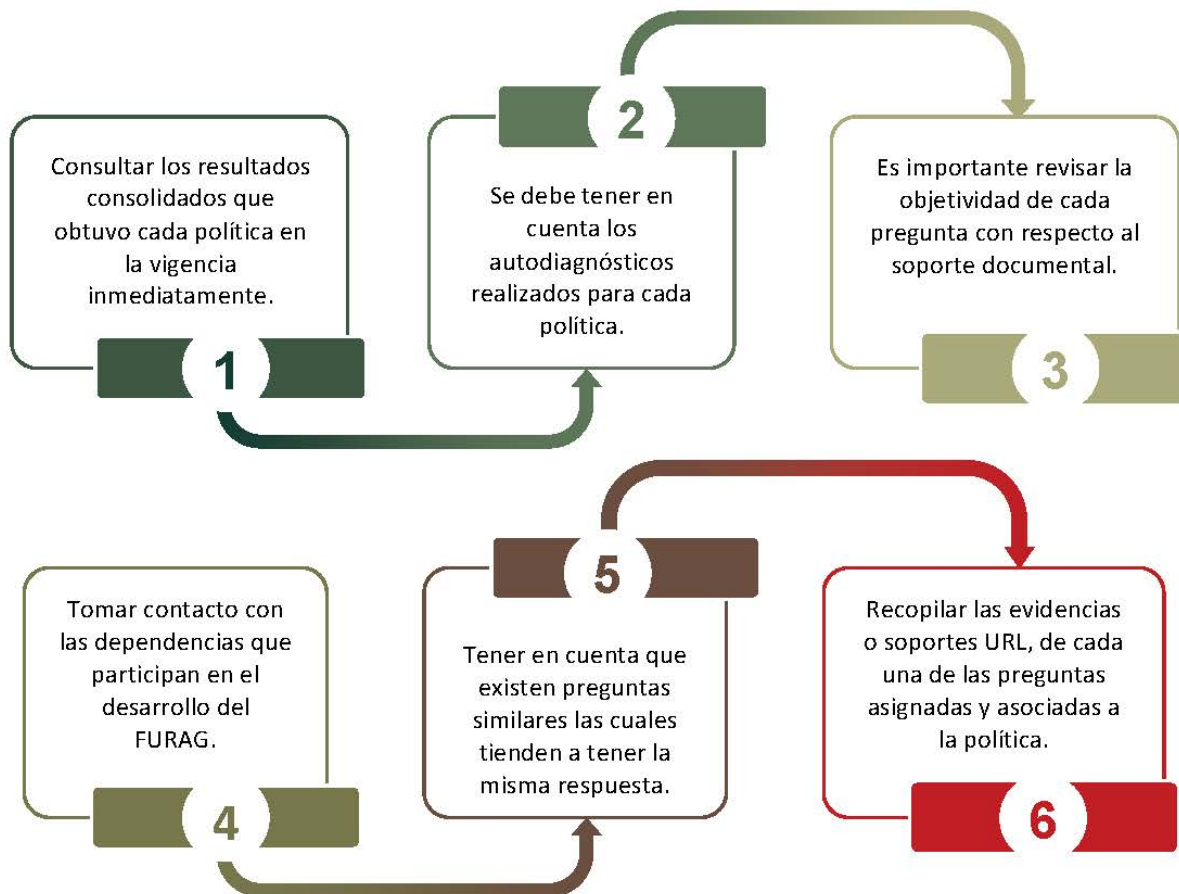 Consultar los resultados
consolidados que
obtuvo cada política en
la vigencia
inmediatamente.
1
2
Se debe tener en
cuenta los
autodiagnósticos
realizados para cada
política.
Es importante revisar la
objetividad de cada
pregunta con respecto al
soporte documental.
3
Tomar contacto con
las dependencias que
participan en el
desarrollo del
FURAG.
4
5
Tener en cuenta que
existen preguntas
similares las cuales
tienden a tener la
misma respuesta.
Recopilar las evidencias
o soportes URL, de cada
una de las preguntas
asignadas y asociadas a
la política.
6